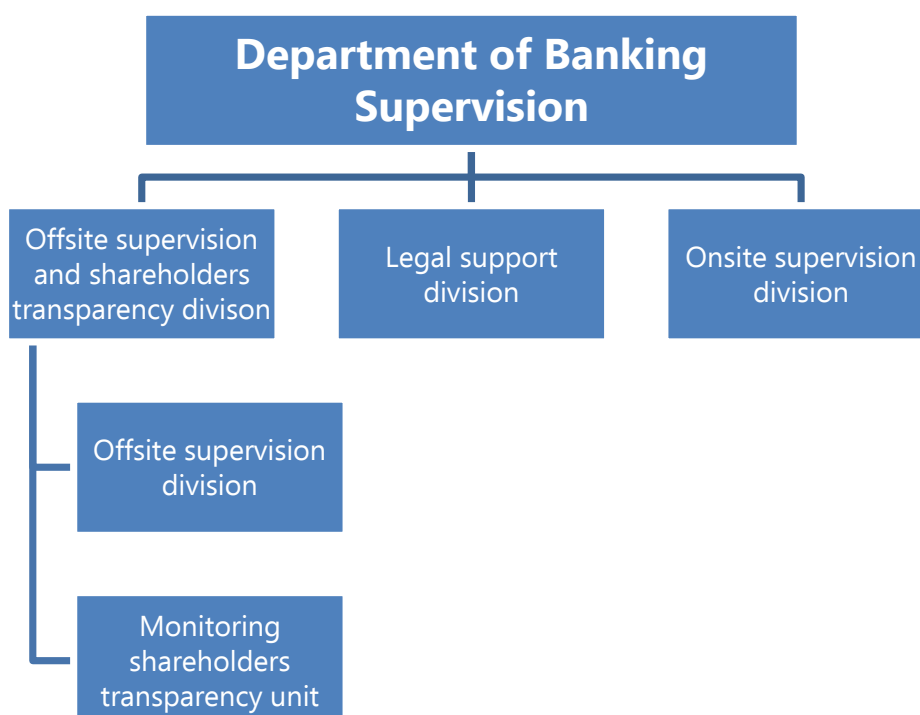 Department of Banking
Supervision
Offsite supervision
and shareholders
transparency divison
Legal support
division
Onsite supervision
division
Offsite supervision
division
Monitoring
shareholders
transparency unit